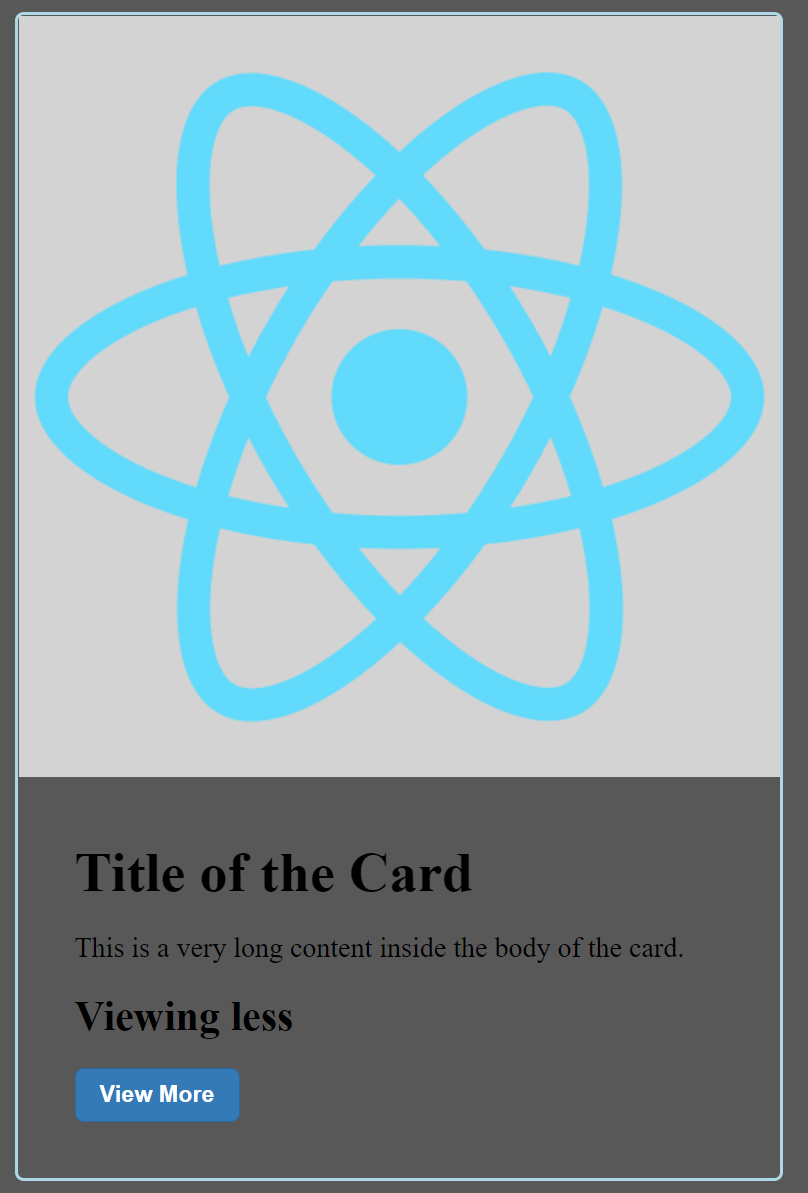 Title of the Card
This is a very long content inside the body of the card.
Viewing less
View More